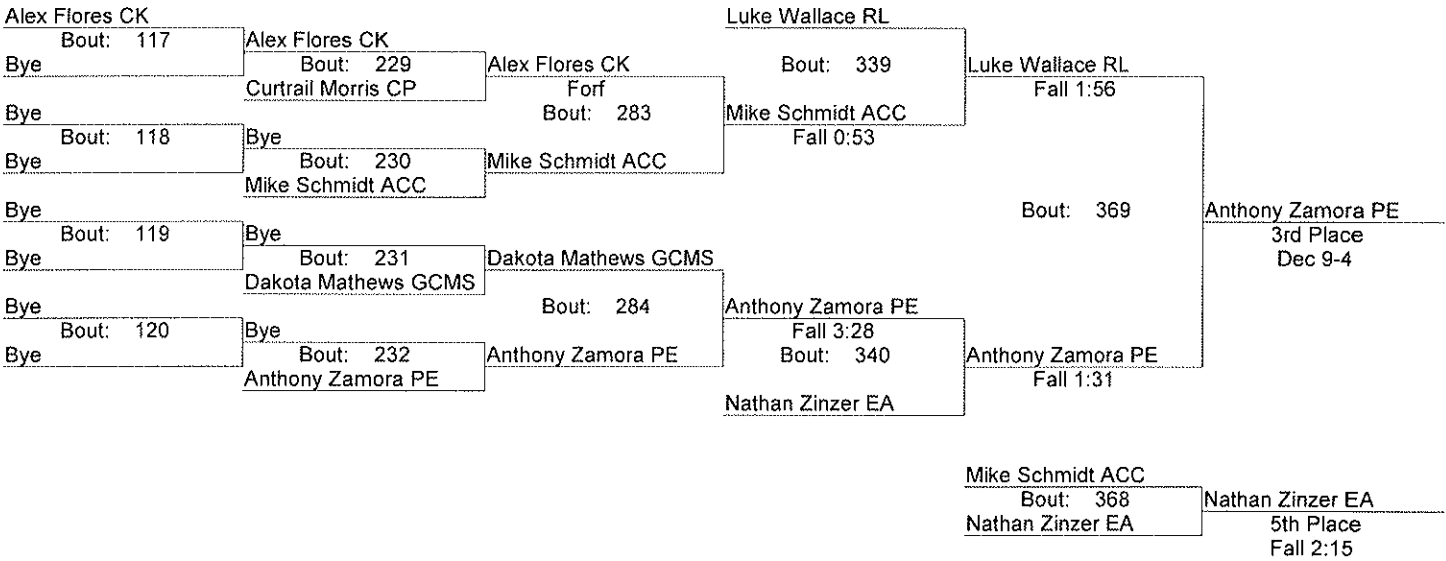 Alex Flores CK
Bout: 117
Bye
Alex Flores CK
Bout: 229
Curtrail Morris CP
Bye
Bout: 118
Bye
Bye
Bout: 230
Mike Schmidt ACC
Alex Flores CK
Forf
Bout: 283
Mike Schmidt ACC
Bye
Bout: 119
Bye
Bye
Bout: 231
Dakota Mathews GCMS
Bye
Bout: 120
Bye
Bye
Bout: 232
Anthony Zamora PE
Dakota Mathews GCMS
Bout: 284
Anthony Zamora PE
Luke Wallace RL
Bout: 339
Mike Schmidt ACC
Fall 0:53
Anthony Zamora PE
Fall 3:28
Bout: 340
Nathan Zinzer EA
Luke Wallace RL
Fall 1:56
Bout: 369
Anthony Zamora PE
Fall 1:31
Anthony Zamora PE
3rd Place
Dec 9-4
Mike Schmidt ACC
Bout: 368
Nathan Zinzer EA
Nathan Zinzer EA
5th Place
Fall 2:15